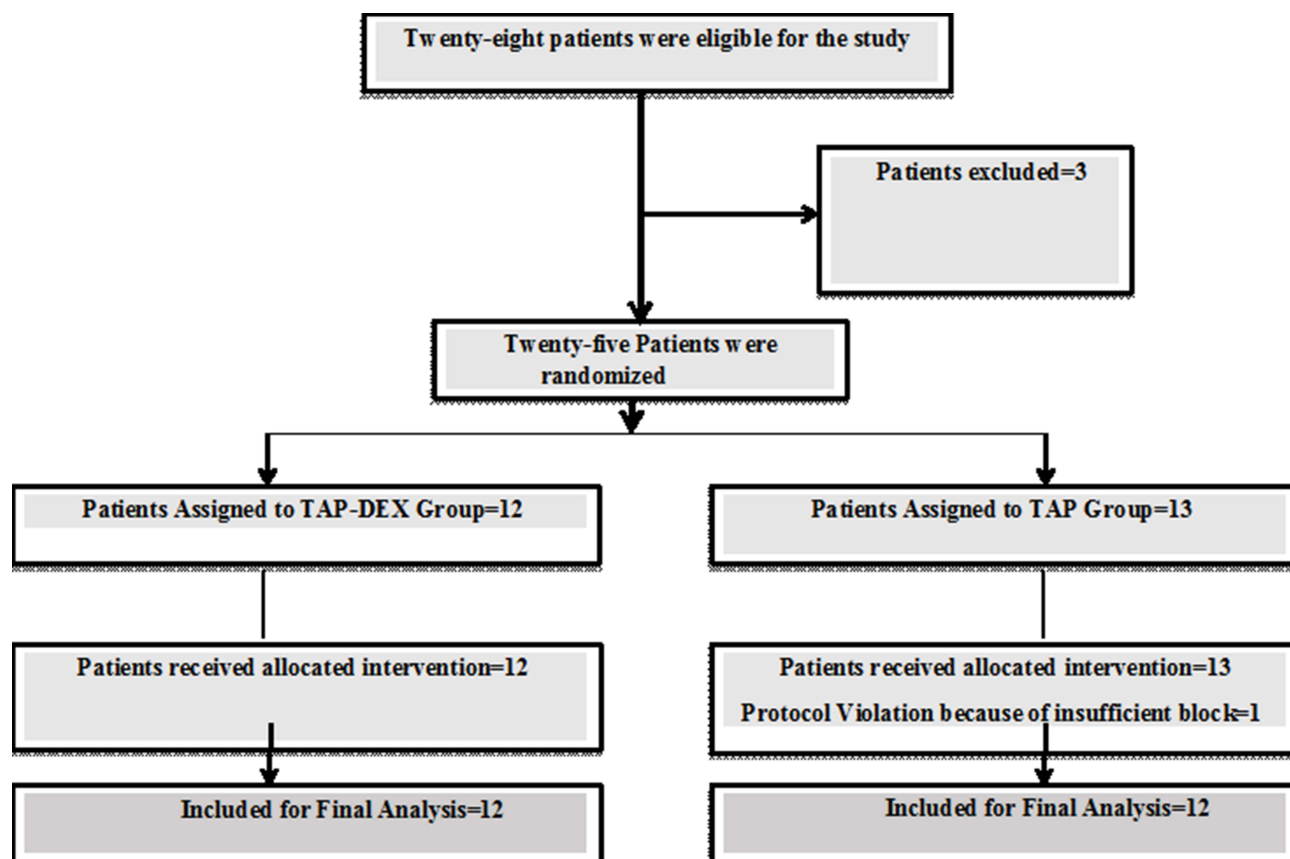 Twenty-eight patients were eligible for the study
Patients excluded=3
Twenty-five Patients were
randomized
Patients Assigned to TAP-DEX Group=12
Patients Assigned to TAP Group=13
Patients received allocated intervention=12
Patients received allocated intervention=13
Protocol Violation because of insufficient block=1
Included for Final Analysis=12
Included for Final Analysis=12